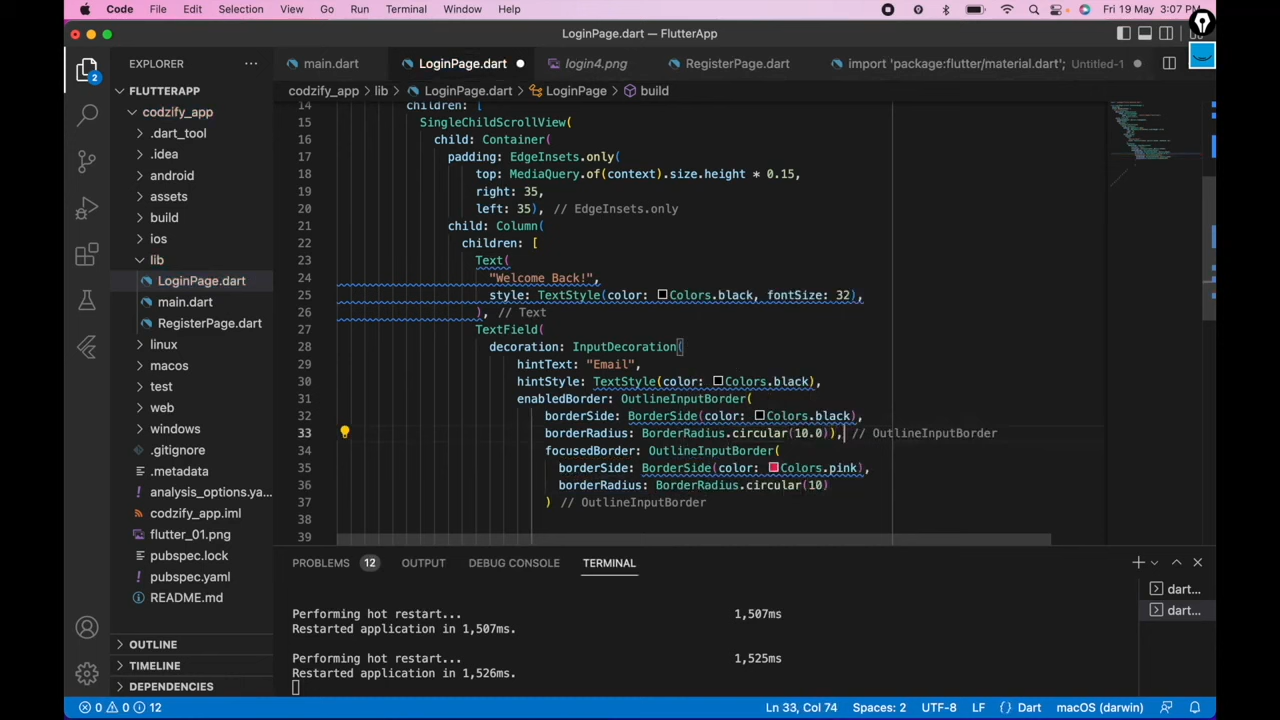 Code File Edit Selection View Go Run Terminal Window Help Fri 19 May 3:07 PM
LoginPage.dart — FlutterApp
EXPLORER ··· main.dart LoginPage.dart login4.png RegisterPage.dart import 'package:flutter/material.dart'; Untitled-1
codzify_app > lib > LoginPage.dart > LoginPage > build
FLUTTERAPP
codzify_app
.dart_tool
.idea
android
assets
build
ios
lib
LoginPage.dart
main.dart
RegisterPage.dart
linux
macos
test
web
windows
.gitignore
.metadata
analysis_options.ya...
codzify_app.iml
flutter_01.png
pubspec.lock
pubspec.yaml
README.md
OUTLINE
TIMELINE
DEPENDENCIES
2
14 children: [
15 SingleChildScrollView(
16 child: Container(
17 padding: EdgeInsets.only(
18 top: MediaQuery.of(context).size.height * 0.15,
19 right: 35,
20 left: 35), // EdgeInsets.only
21 child: Column(
22 children: [
23 Text(
24 "Welcome Back!",
25 style: TextStyle(color: Colors.black, fontSize: 32),
26 ), // Text
27 TextField(
28 decoration: InputDecoration(
29 hintText: "Email",
30 hintStyle: TextStyle(color: Colors.black),
31 enabledBorder: OutlineInputBorder(
32 borderSide: BorderSide(color: Colors.black),
33 borderRadius: BorderRadius.circular(10.0)), // OutlineInputBorder
34 focusedBorder: OutlineInputBorder(
35 borderSide: BorderSide(color: Colors.pink),
36 borderRadius: BorderRadius.circular(10)
37 ) // OutlineInputBorder
38
39
PROBLEMS 12 OUTPUT DEBUG CONSOLE TERMINAL
Performing hot restart... 1,507ms
Restarted application in 1,507ms.
Performing hot restart... 1,525ms
Restarted application in 1,526ms.
dart...
dart...
0 0 12 Ln 33, Col 74 Spaces: 2 UTF-8 LF { } Dart macOS (darwin)